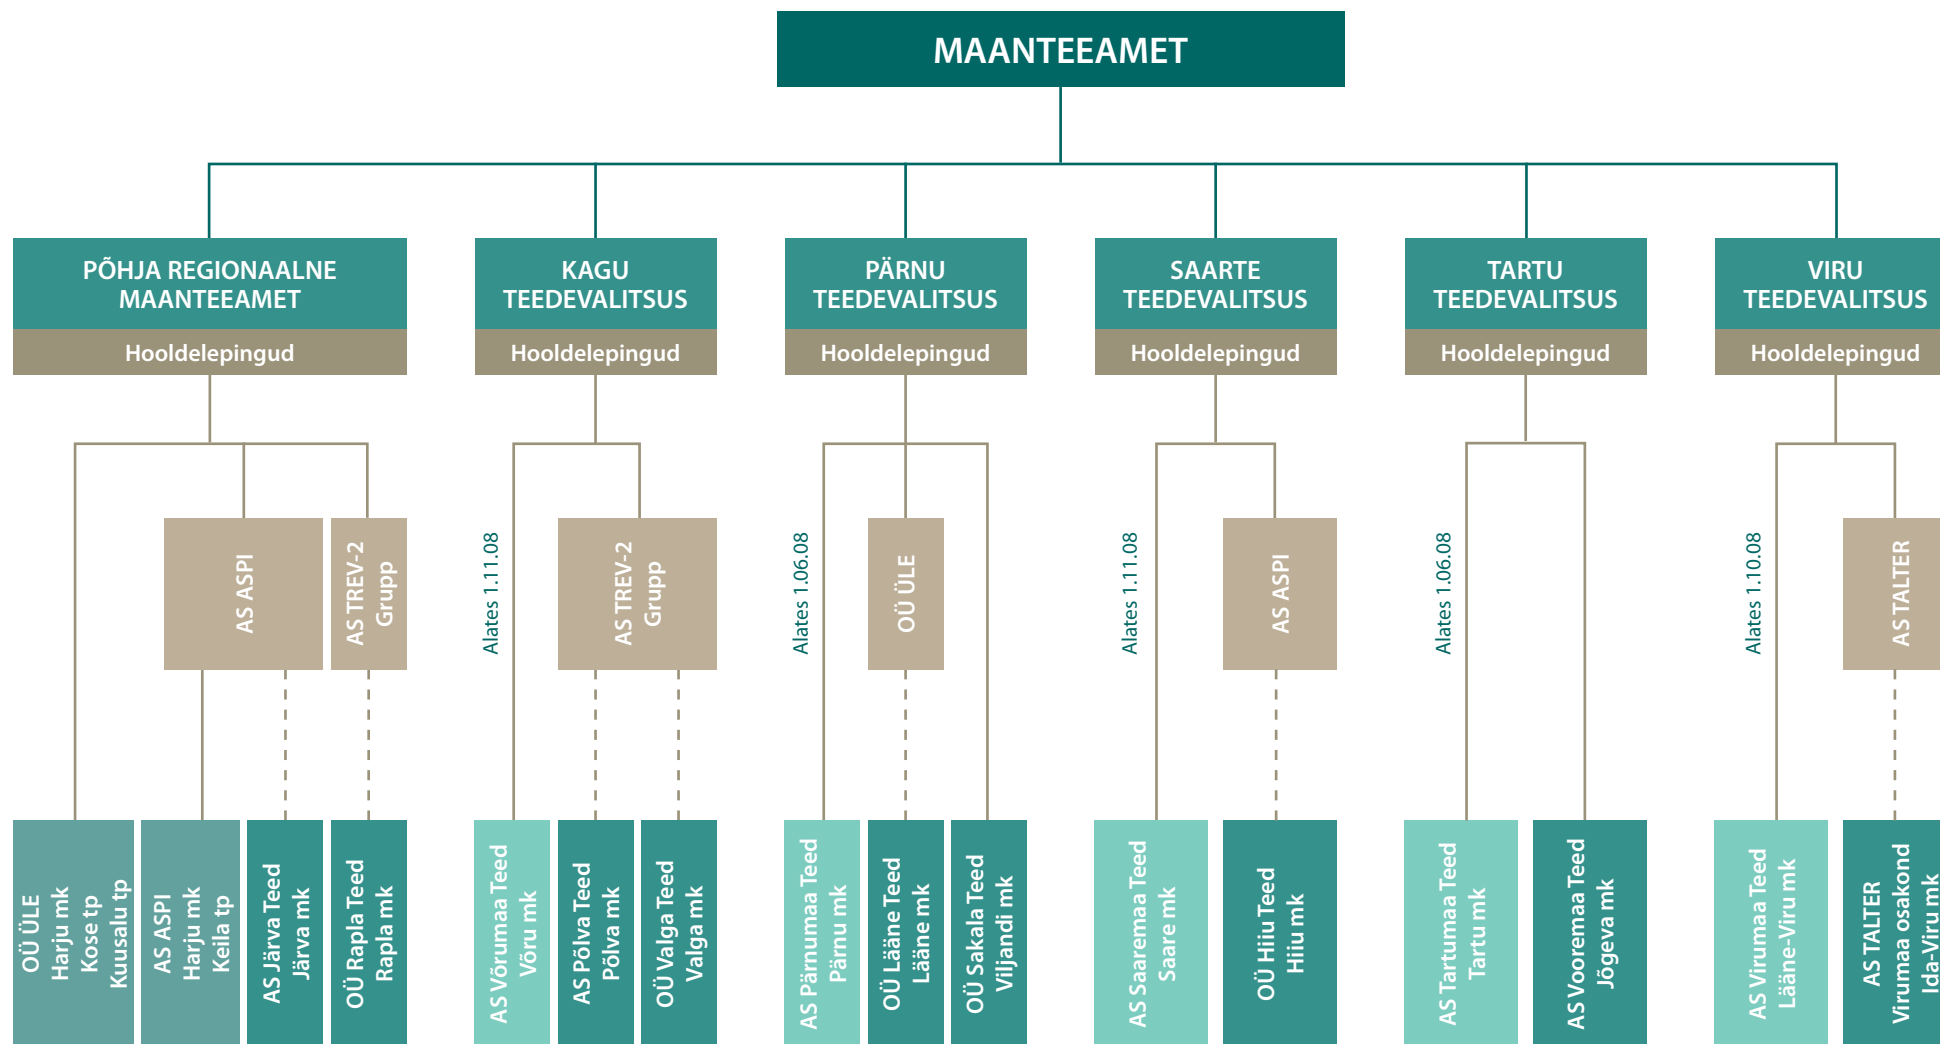 MAANTEEAMET
PÕHJA REGIONAALNE
MAANTEEAMET
Hooldelepingud
KAGU
TEEDEVALITSUS
Hooldelepingud
PÄRNU
TEEDEVALITSUS
Hooldelepingud
SAARTE
TEEDEVALITSUS
Hooldelepingud
TARTU
TEEDEVALITSUS
Hooldelepingud
VIRU
TEEDEVALITSUS
Hooldelepingud
AS ASPI
AS TREV-2
Grupp
Alates 1.11.08
AS TREV-2
Grupp
Alates 1.06.08
OÜ ÜLE
Alates 1.11.08
AS ASPI
Alates 1.06.08
Alates 1.10.08
AS TALTER
OÜ ÜLE
Harju mk
Kose tp
Kuusalu tp
AS ASPI
Harju mk
Keila tp
AS Järva Teed
Järva mk
OÜ Rapla Teed
Rapla mk
AS Võrumaa Teed
Võru mk
AS Põlva Teed
Põlva mk
OÜ Valga Teed
Valga mk
AS Pärnumaa Teed
Pärnu mk
OÜ Lääne Teed
Lääne mk
OÜ Sakala Teed
Viljandi mk
AS Saaremaa Teed
Saare mk
OÜ Hiiu Teed
Hiiu mk
AS Tartumaa Teed
Tartu mk
AS Vooremaa Teed
Jõgeva mk
AS Virumaa Teed
Lääne-Viru mk
AS TALTER
Virumaa osakond
Ida-Viru mk